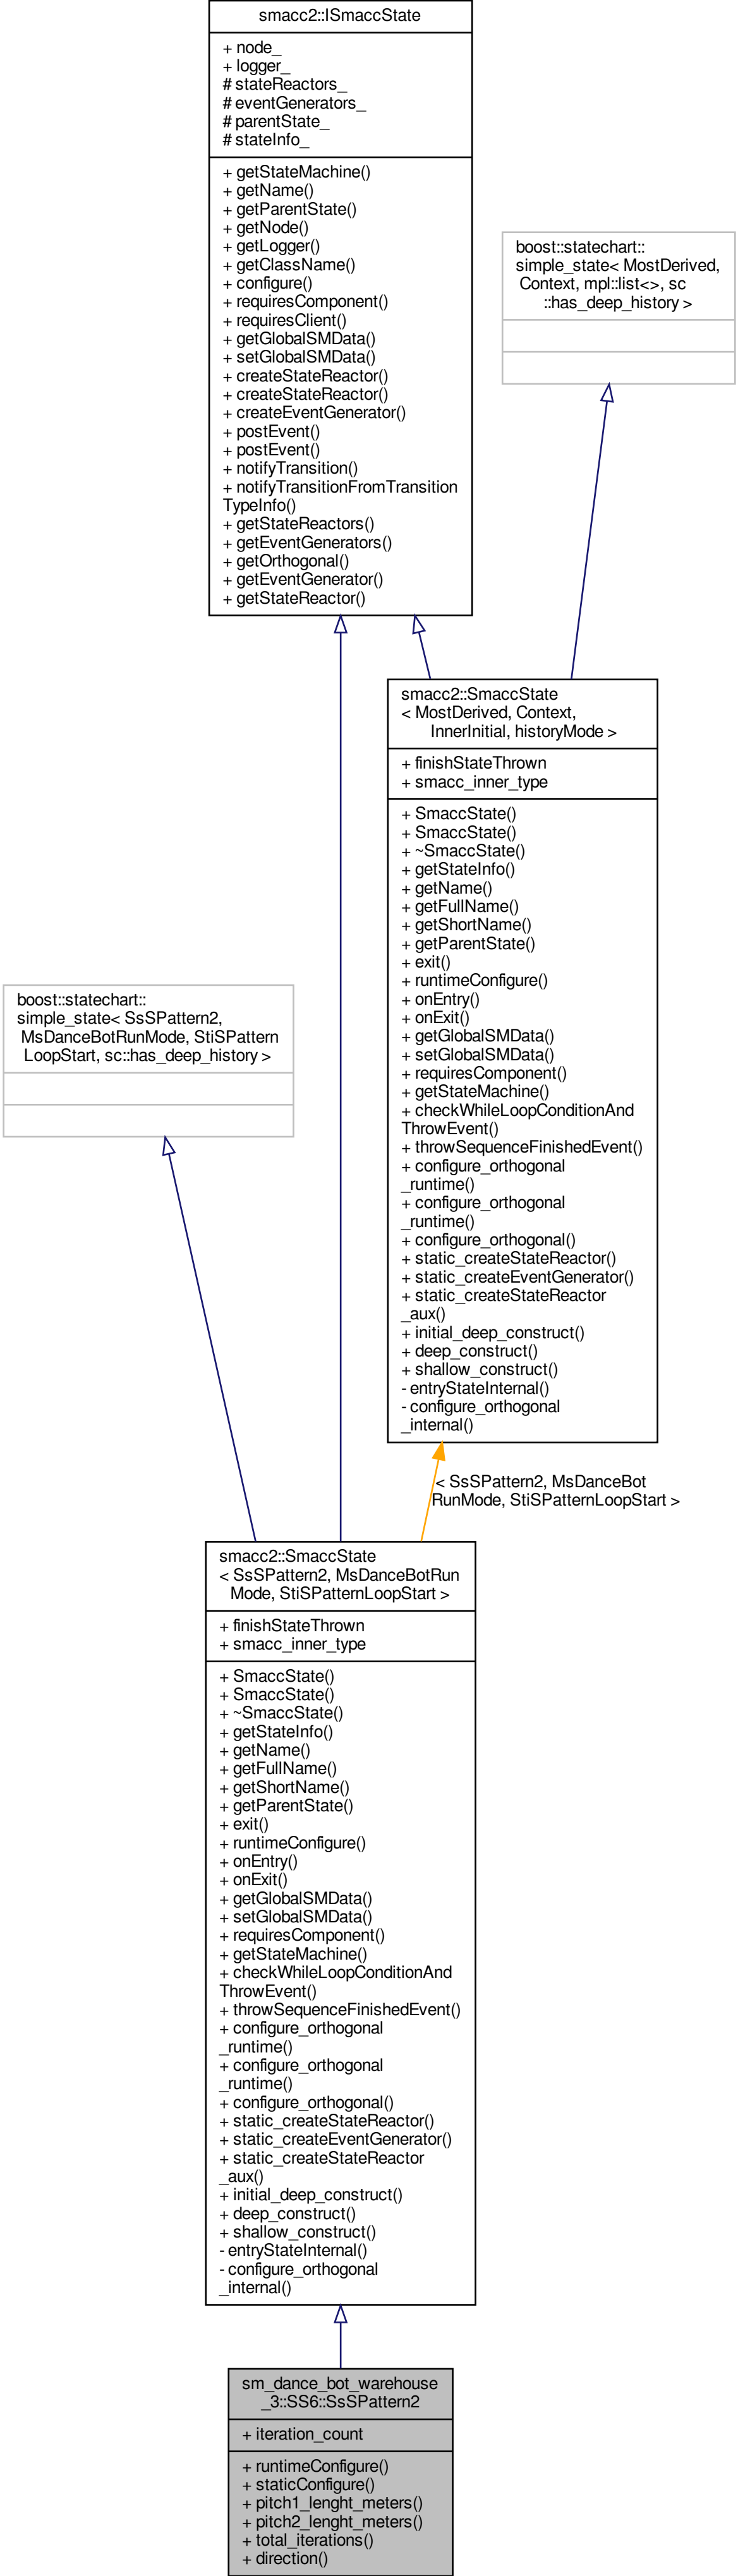 smacc2::ISmaccState
+ node_
+ logger_
# stateReactors_
# eventGenerators_
# parentState_
# stateInfo_
+ getStateMachine()
+ getName()
+ getParentState()
+ getNode()
+ getLogger()
+ getClassName()
+ configure()
+ requiresComponent()
+ requiresClient()
+ getGlobalSMData()
+ setGlobalSMData()
+ createStateReactor()
+ createStateReactor()
+ createEventGenerator()
+ postEvent()
+ postEvent()
+ notifyTransition()
+ notifyTransitionFromTransition
TypeInfo()
+ getStateReactors()
+ getEventGenerators()
+ getOrthogonal()
+ getEventGenerator()
+ getStateReactor()
boost::statechart::
simple_state< MostDerived,
Context, mpl::list<>, sc
::has_deep_history >
smacc2::SmaccState
< MostDerived, Context,
InnerInitial, historyMode >
+ finishStateThrown
+ smacc_inner_type
+ SmaccState()
+ SmaccState()
+ ~SmaccState()
+ getStateInfo()
+ getName()
+ getFullName()
+ getShortName()
+ getParentState()
+ exit()
+ runtimeConfigure()
+ onEntry()
+ onExit()
+ getGlobalSMData()
+ setGlobalSMData()
+ requiresComponent()
+ getStateMachine()
+ checkWhileLoopConditionAnd
ThrowEvent()
+ throwSequenceFinishedEvent()
+ configure_orthogonal
_runtime()
+ configure_orthogonal
_runtime()
+ configure_orthogonal()
+ static_createStateReactor()
+ static_createEventGenerator()
+ static_createStateReactor
_aux()
+ initial_deep_construct()
+ deep_construct()
+ shallow_construct()
- entryStateInternal()
- configure_orthogonal
_internal()
boost::statechart::
simple_state< SsSPattern2,
MsDanceBotRunMode, StiSPattern
LoopStart, sc::has_deep_history >
< SsSPattern2, MsDanceBot
RunMode, StiSPatternLoopStart >
smacc2::SmaccState
< SsSPattern2, MsDanceBotRun
Mode, StiSPatternLoopStart >
+ finishStateThrown
+ smacc_inner_type
+ SmaccState()
+ SmaccState()
+ ~SmaccState()
+ getStateInfo()
+ getName()
+ getFullName()
+ getShortName()
+ getParentState()
+ exit()
+ runtimeConfigure()
+ onEntry()
+ onExit()
+ getGlobalSMData()
+ setGlobalSMData()
+ requiresComponent()
+ getStateMachine()
+ checkWhileLoopConditionAnd
ThrowEvent()
+ throwSequenceFinishedEvent()
+ configure_orthogonal
_runtime()
+ configure_orthogonal
_runtime()
+ configure_orthogonal()
+ static_createStateReactor()
+ static_createEventGenerator()
+ static_createStateReactor
_aux()
+ initial_deep_construct()
+ deep_construct()
+ shallow_construct()
- entryStateInternal()
- configure_orthogonal
_internal()
sm_dance_bot_warehouse
_3::SS6::SsSPattern2
+ iteration_count
+ runtimeConfigure()
+ staticConfigure()
+ pitch1_lenght_meters()
+ pitch2_lenght_meters()
+ total_iterations()
+ direction()